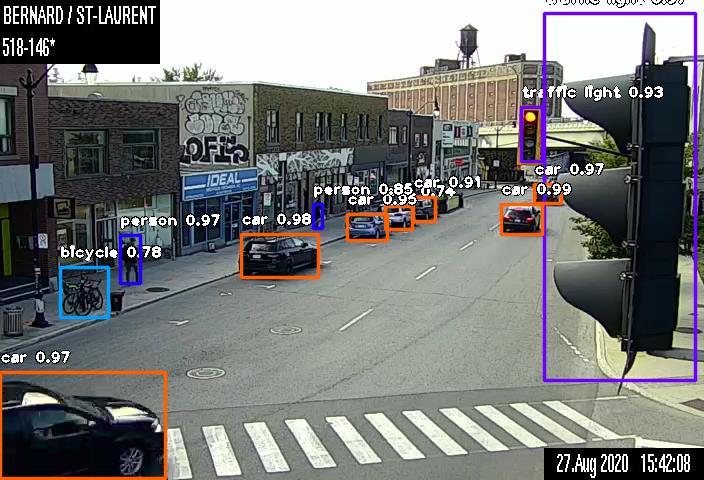 BERNARD / ST-LAURENT
518-146*
traffic light 0.93
car 0.97
car 0.91
person 0.85
car 0.99
car 0.95
0.74
person 0.97
car 0.98
IDEAL
bicycle 0.78
car 0.97
27.Aug 2020 15:42:08